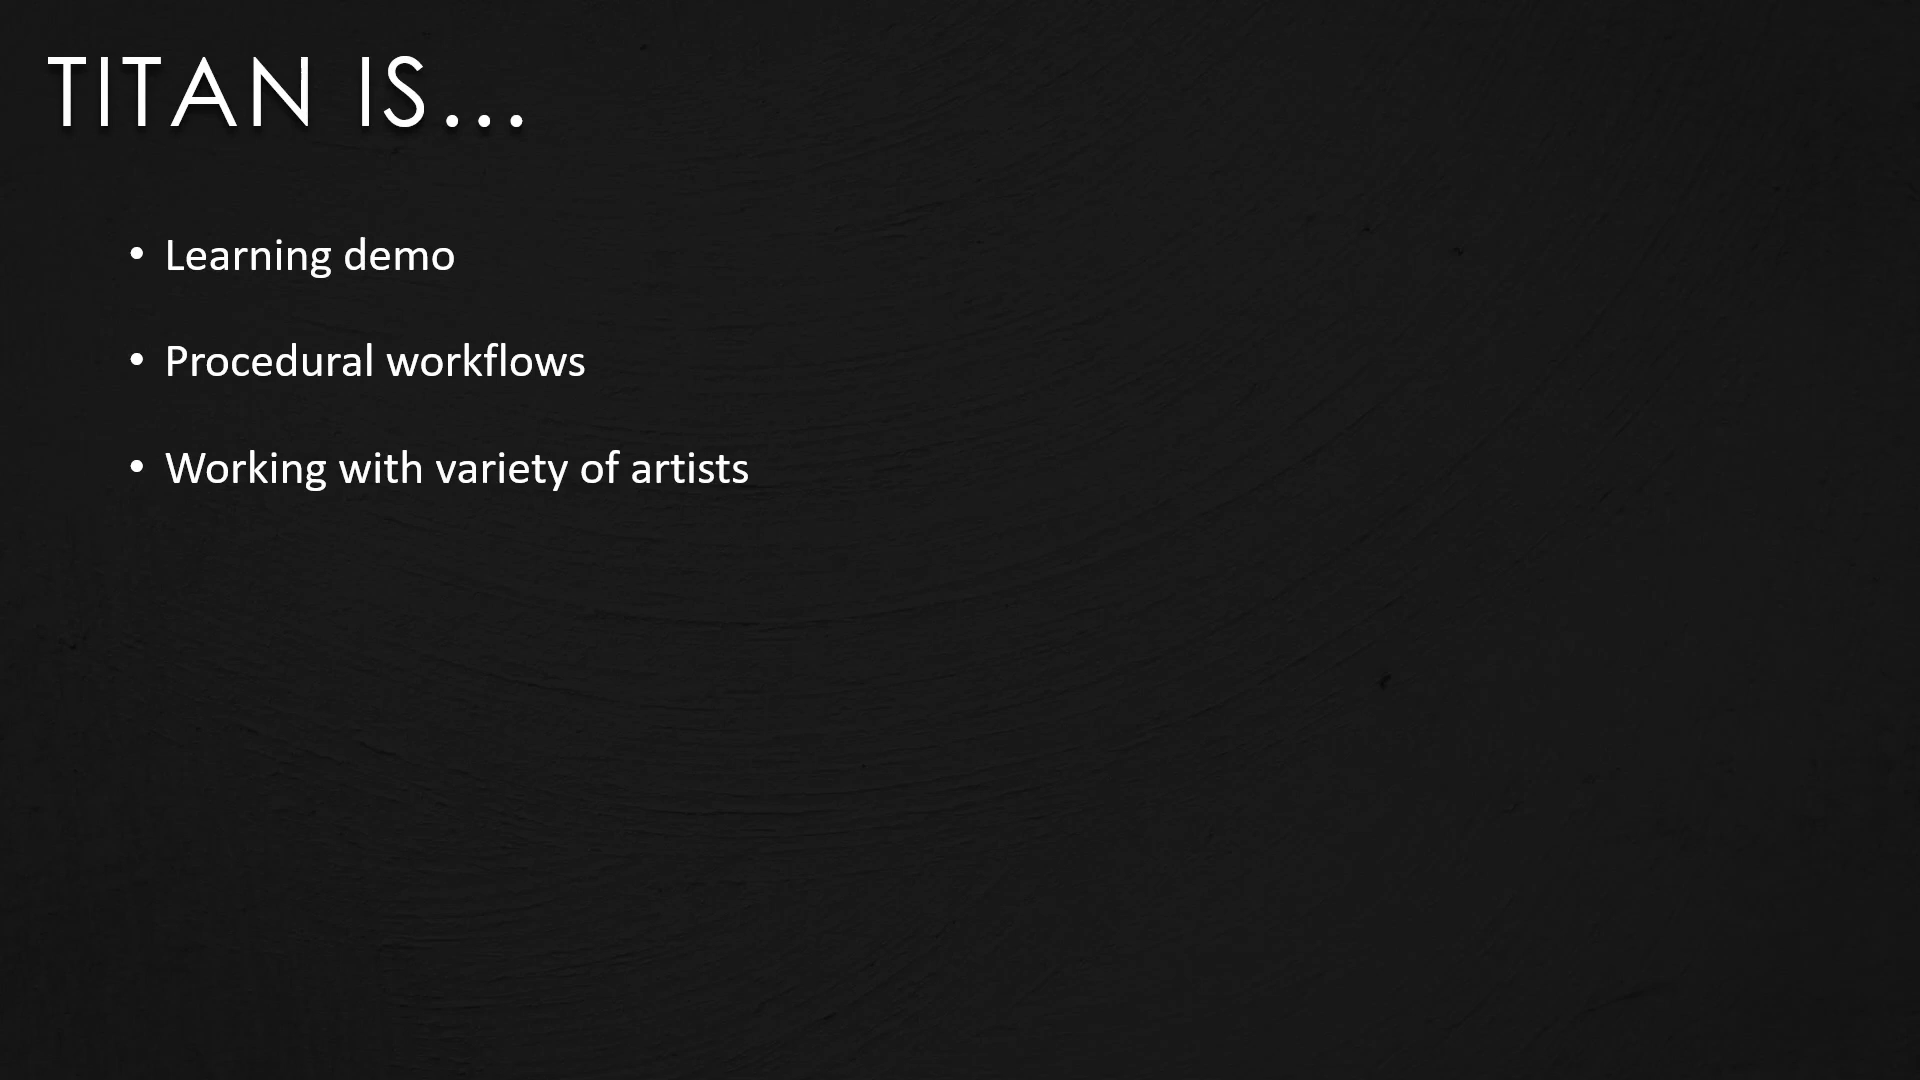 TITAN IS...
• Learning demo
• Procedural workflows
• Working with variety of artists